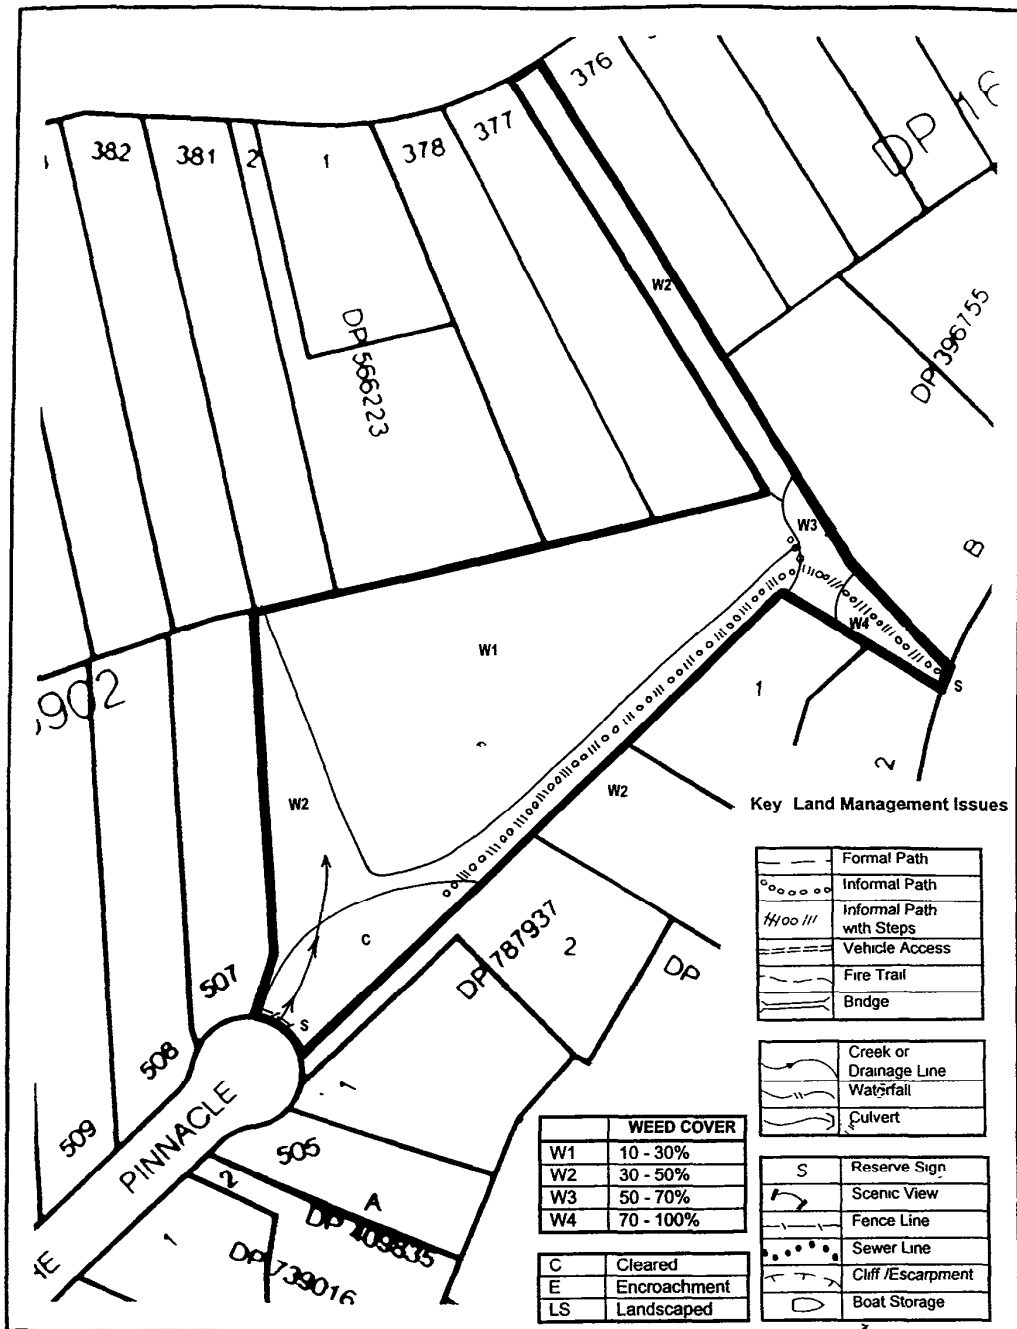 376
377
378
382
381
2
1
DP 16
W2
DP 566223
DP 396755
W3
B
W4
W1
S
1
902
2
W2
W2
Key Land Management Issues
Formal Path
Informal Path
Informal Path
with Steps
Vehicle Access
Fire Trail
Bridge
C
DP 787937
2
DP
507
S
508
1
Creek or
Drainage Line
Waterfall
Culvert
509
PINNACLE
505
2
A
DP 409835
1
DP 739016
WEED COVER
W1 10 - 30%
W2 30 - 50%
W3 50 - 70%
W4 70 - 100%
S Reserve Sign
Scenic View
Fence Line
Sewer Line
Cliff /Escarpment
Boat Storage
C Cleared
E Encroachment
LS Landscaped